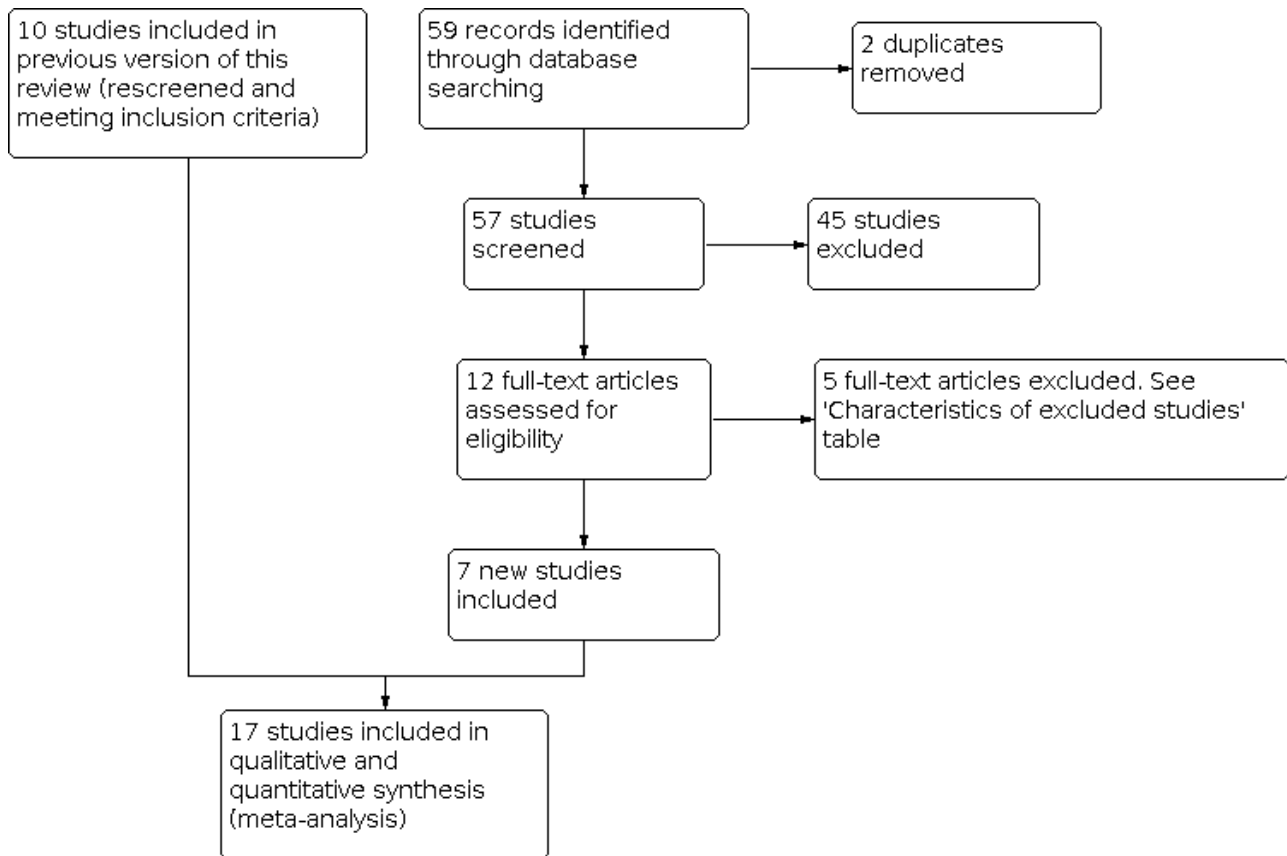 10 studies included in
previous version of this
review (rescreened and
meeting inclusion criteria)
59 records identified
through database
searching
2 duplicates
removed
57 studies
screened
45 studies
excluded
12 full-text articles
assessed for
eligibility
5 full-text articles excluded. See
'Characteristics of excluded studies'
table
7 new studies
included
17 studies included in
qualitative and
quantitative synthesis
(meta-analysis)